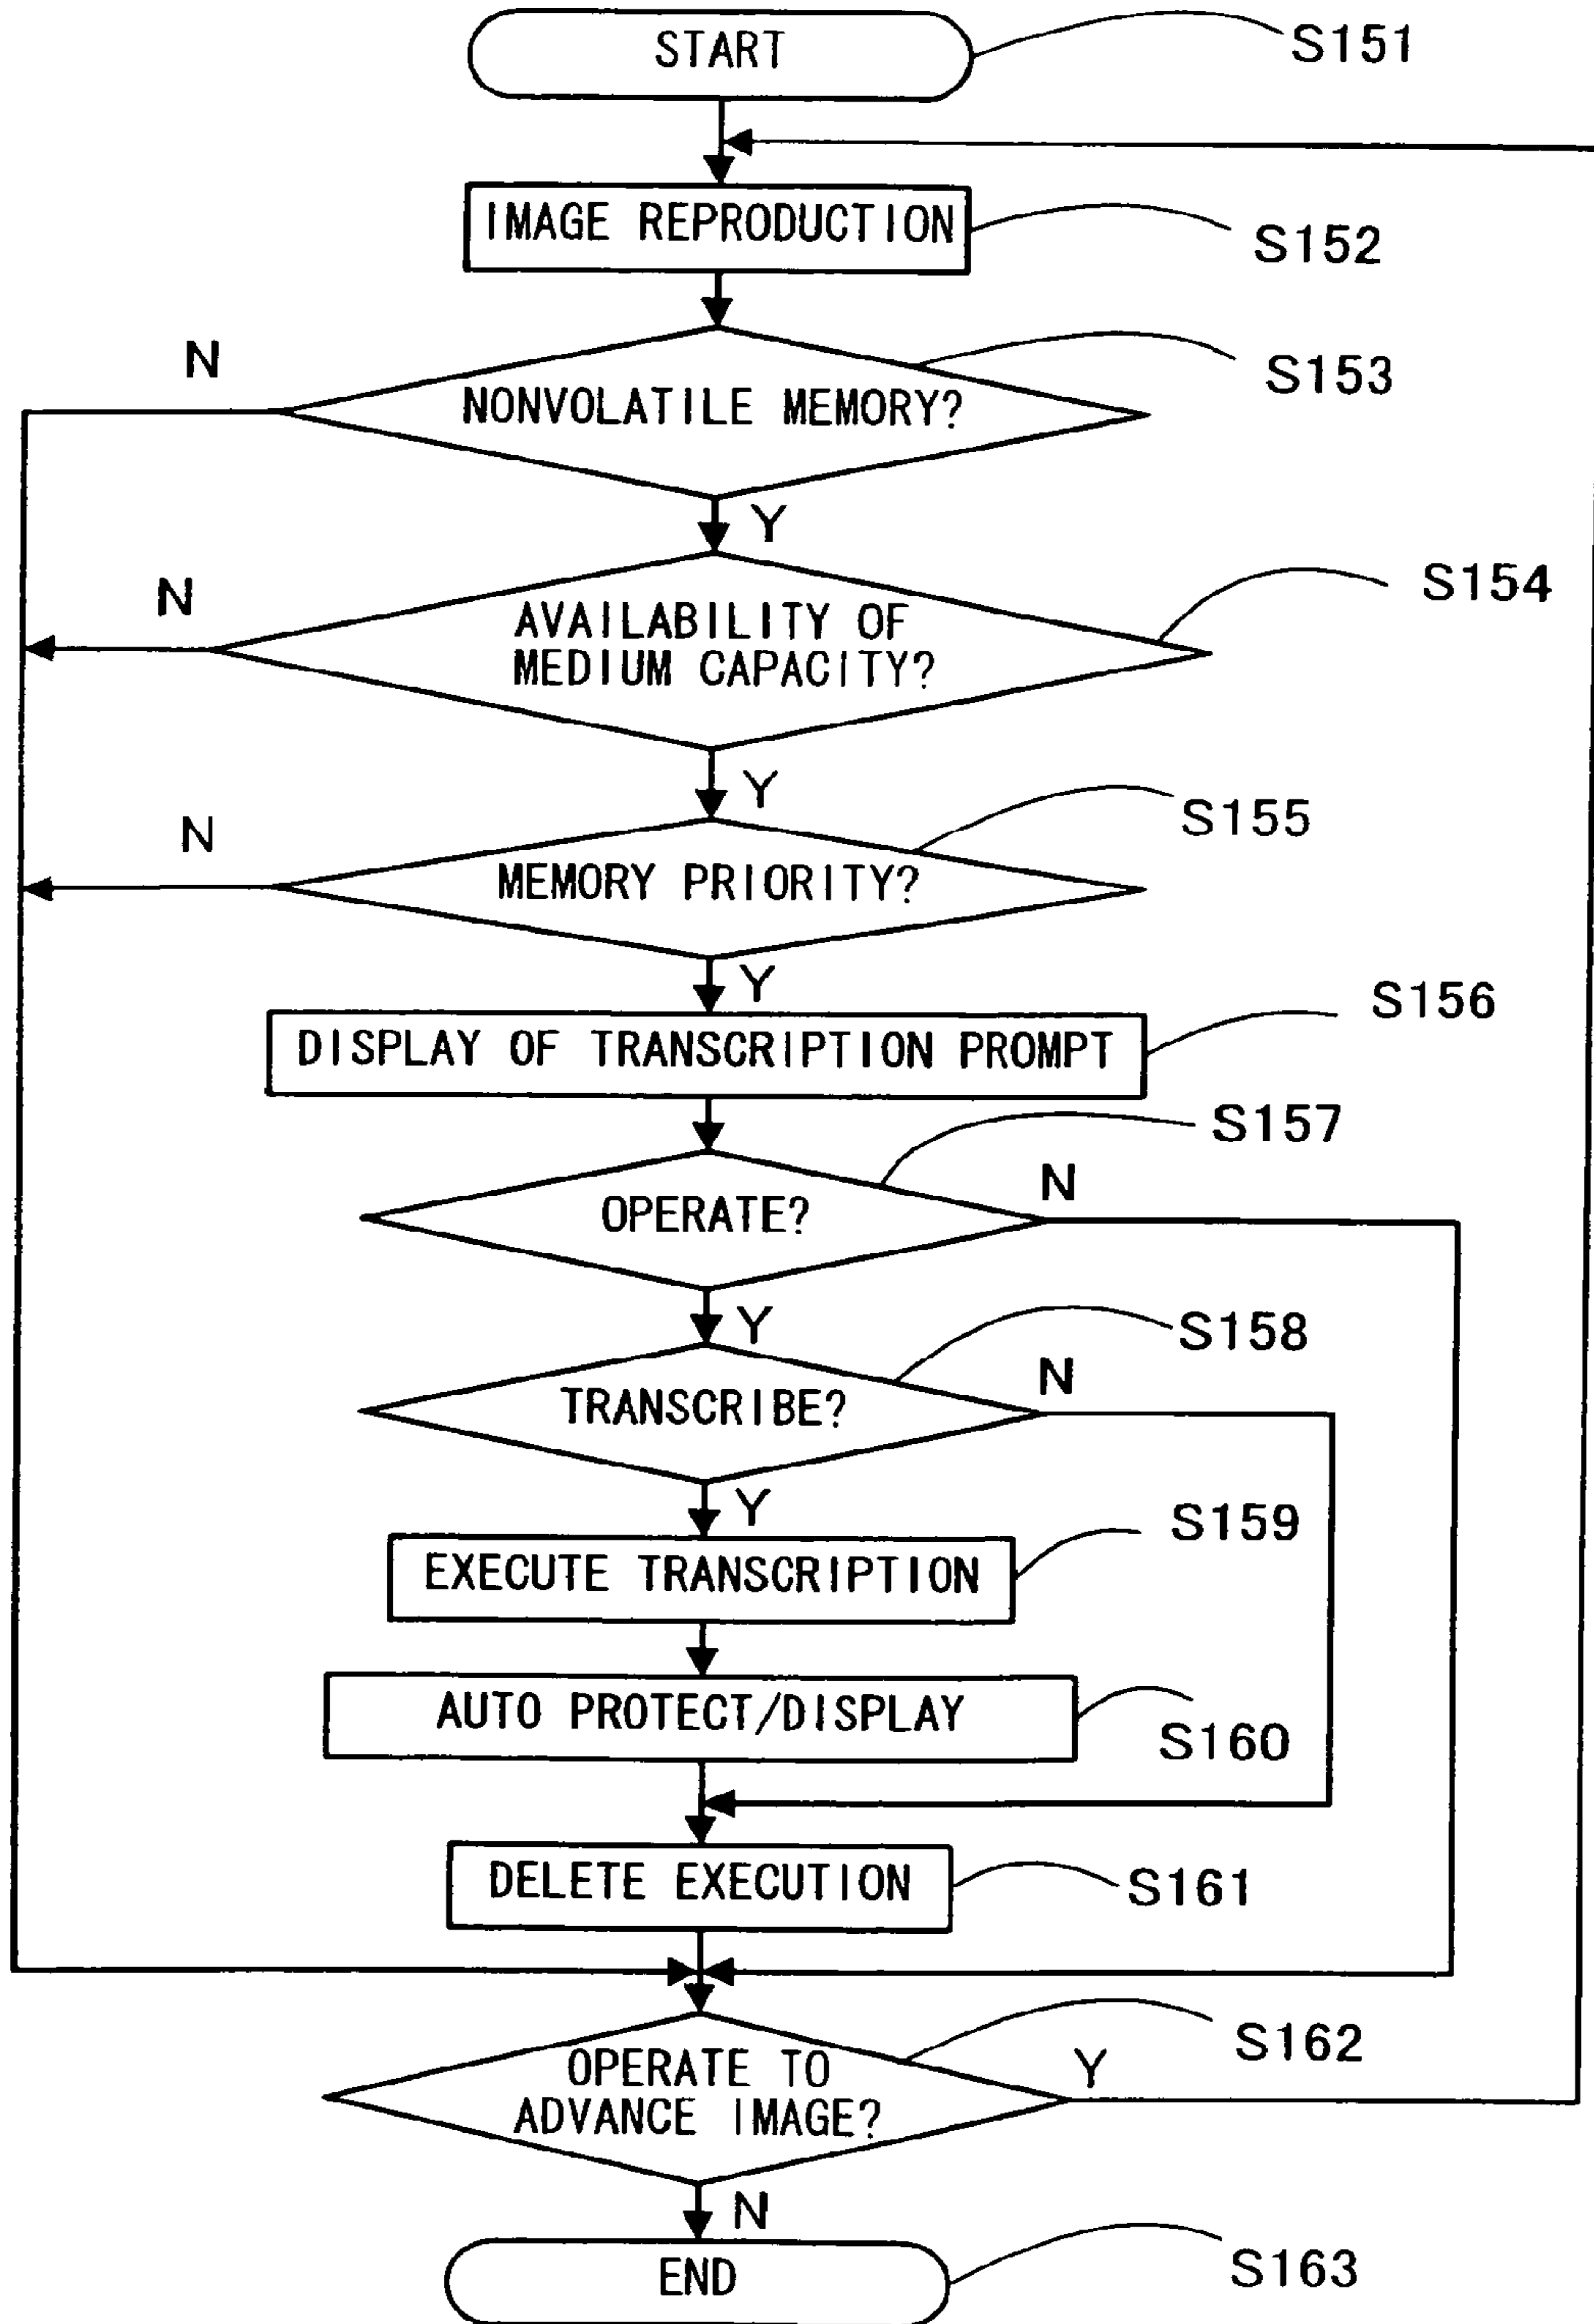 START
S151
IMAGE REPRODUCTION
S152
N
NONVOLATILE MEMORY?
S153
Y
N
AVAILABILITY OF
MEDIUM CAPACITY?
S154
Y
N
MEMORY PRIORITY?
S155
Y
DISPLAY OF TRANSCRIPTION PROMPT
S156
OPERATE?
S157
N
Y
TRANSCRIBE?
S158
N
Y
EXECUTE TRANSCRIPTION
S159
AUTO PROTECT/DISPLAY
S160
DELETE EXECUTION
S161
OPERATE TO
ADVANCE IMAGE?
S162
Y
N
END
S163